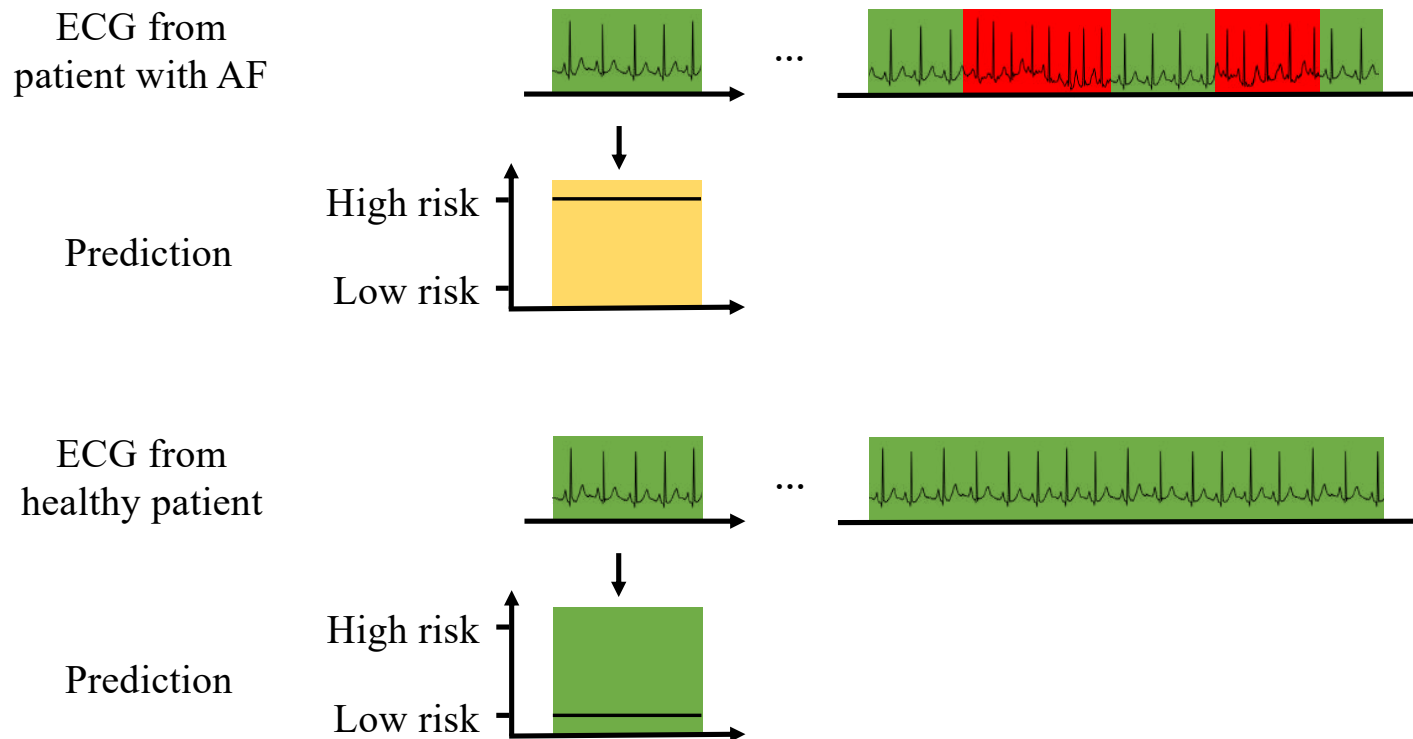 ECG from
patient with AF
...
High risk
Prediction
Low risk
ECG from
healthy patient
...
High risk
Prediction
Low risk